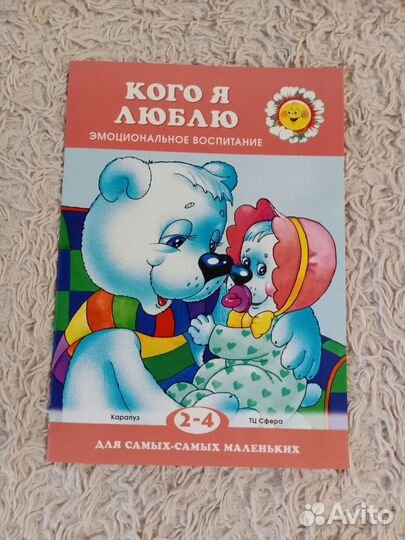 КОГО Я
ЛЮБЛЮ
ЭМОЦИОНАЛЬНОЕ ВОСПИТАНИЕ
Карапуз
2-4
ТЦ Сфера
ДЛЯ САМЫХ-САМЫХ МАЛЕНЬКИХ
Avito